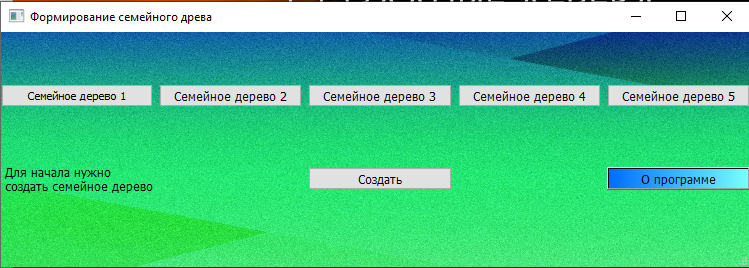 Формирование семейного древа
Семейное дерево 1
Семейное дерево 2
Семейное дерево 3
Семейное дерево 4
Семейное дерево 5
Для начала нужно
создать семейное дерево
Создать
О программе